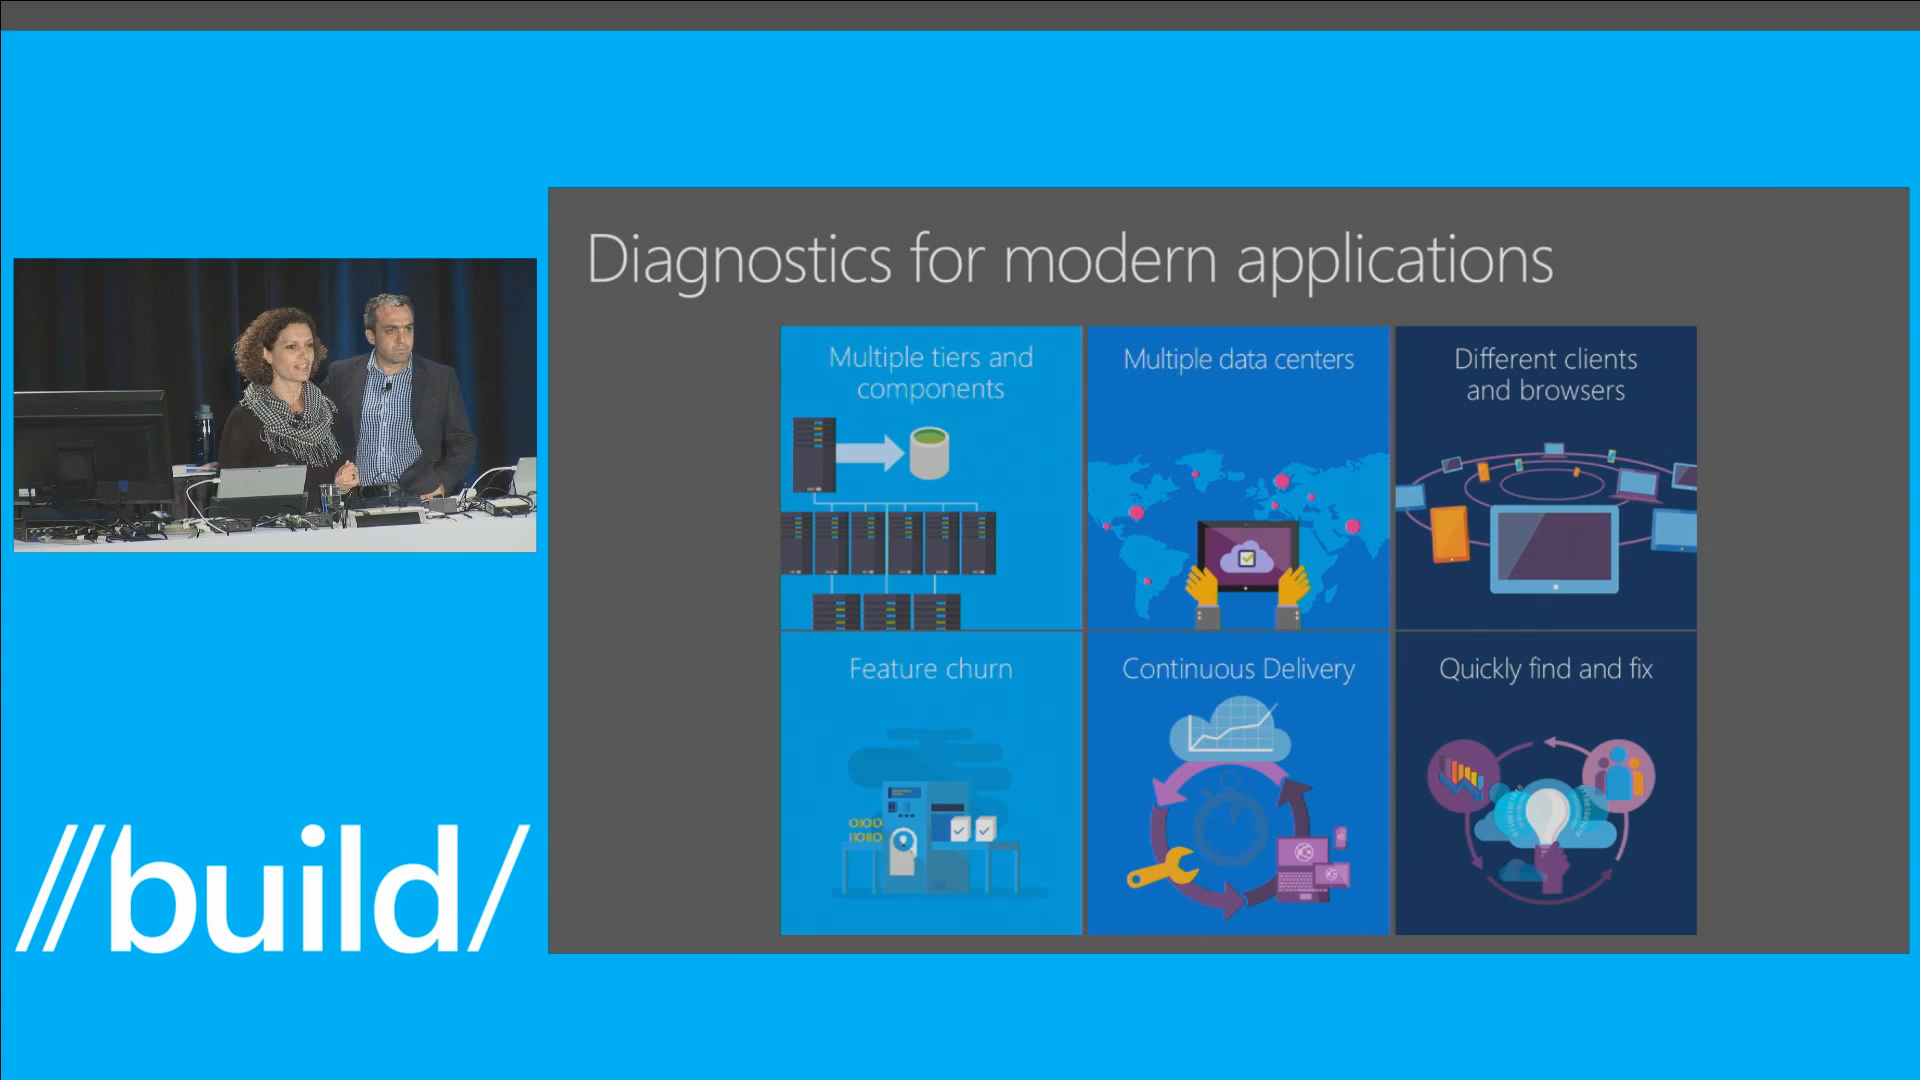 Diagnostics for modern applications
Multiple tiers and
components
Multiple data centers
Different clients
and browsers
Feature churn
Continuous Delivery
Quickly find and fix
//build/